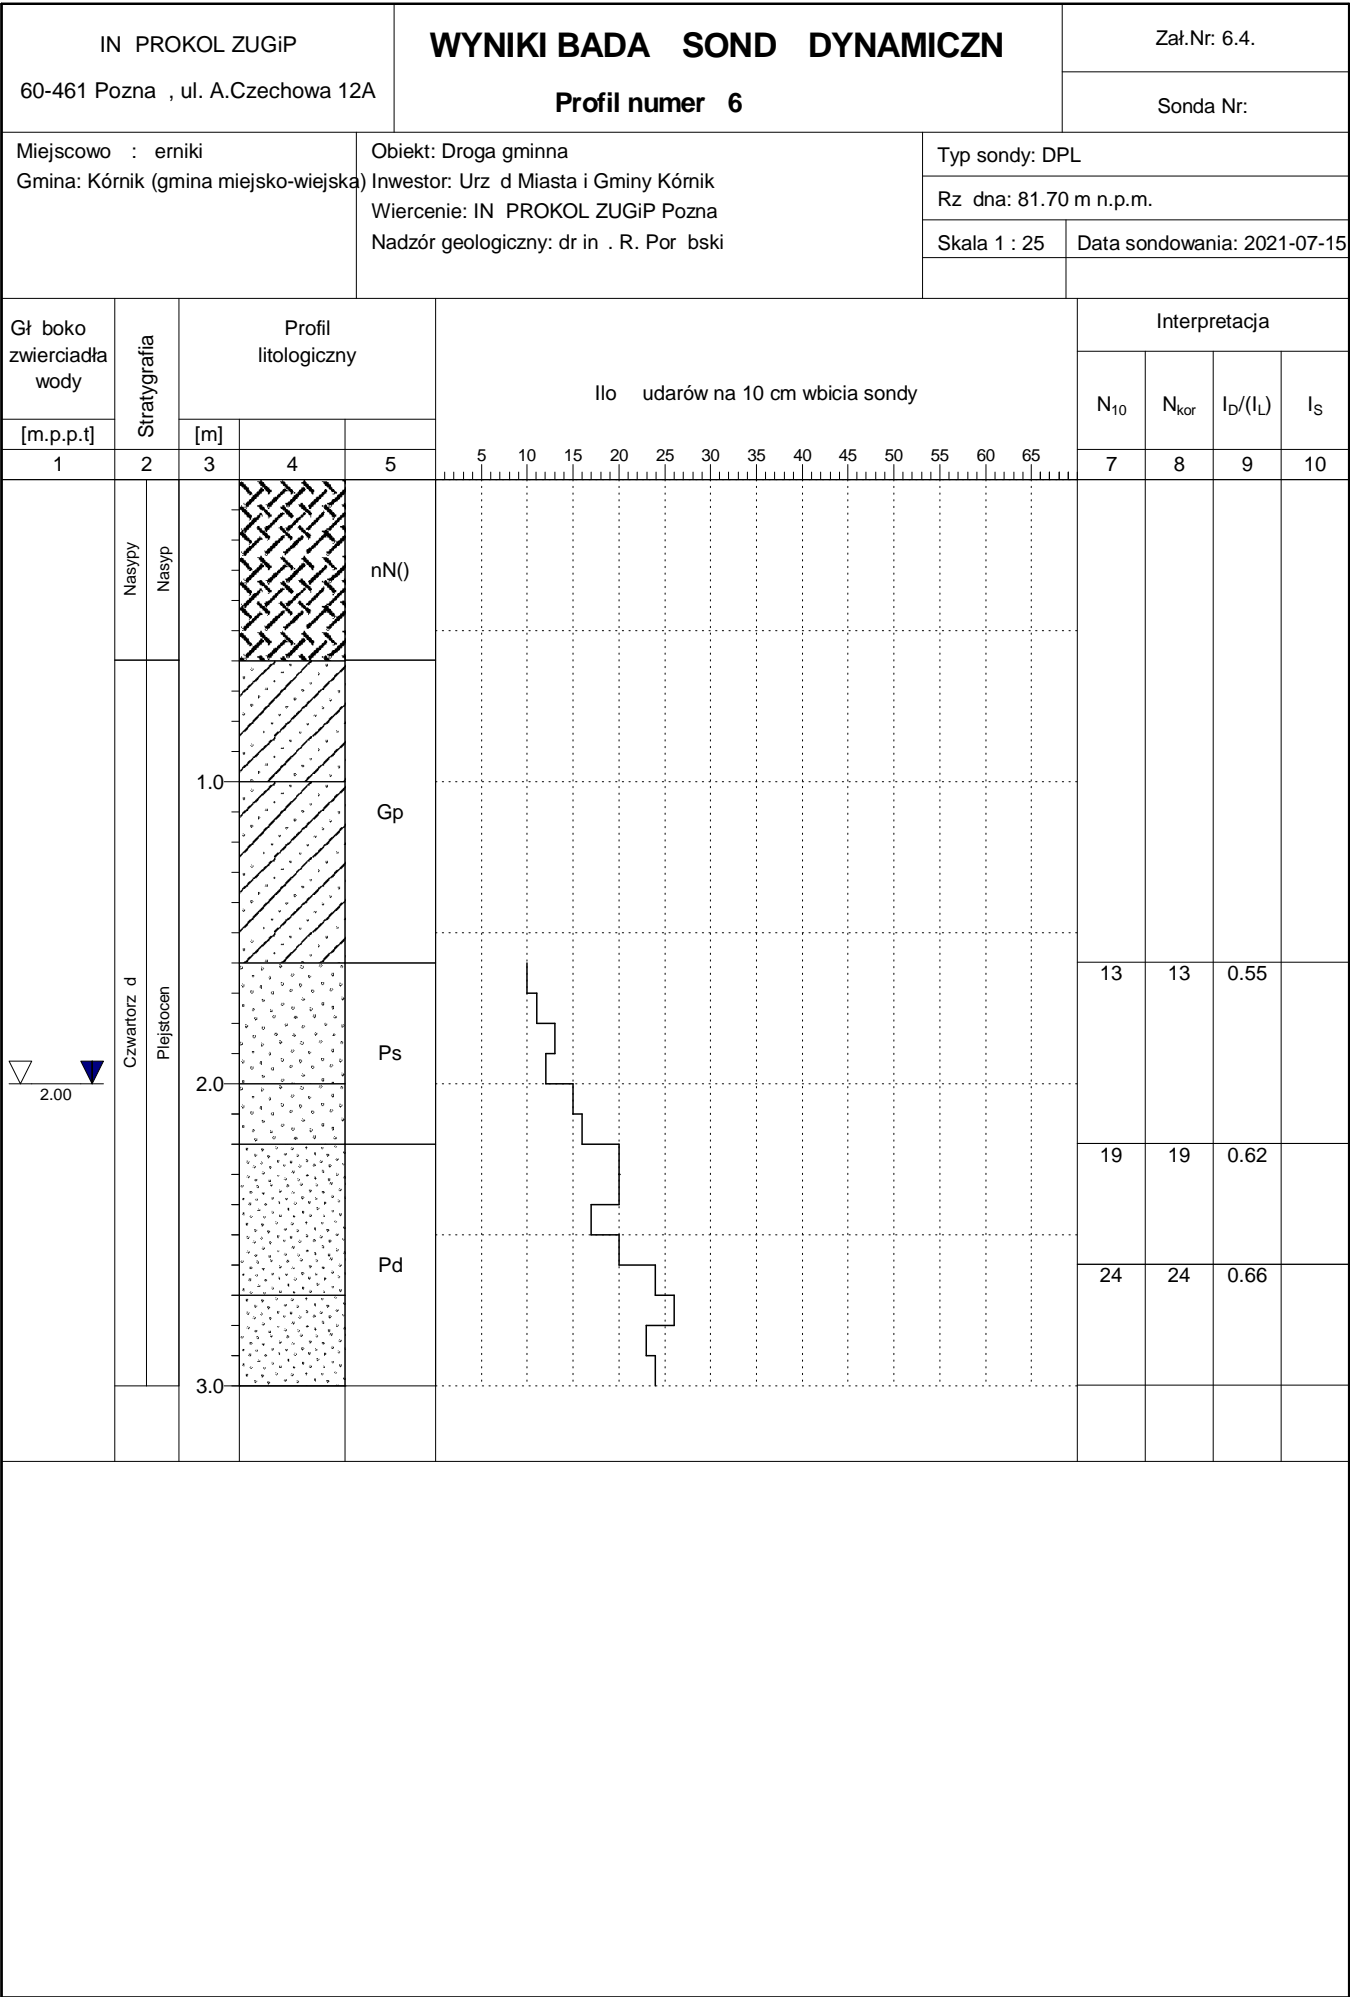 IN PROKOL ZUGiP
60-461 Pozna , ul. A.Czechowa 12A
WYNIKI BADA SOND DYNAMICZN
Profil numer 6
Zał.Nr: 6.4.
Sonda Nr:
Miejscowo : erniki
Gmina: Kórnik (gmina miejsko-wiejska)
Obiekt: Droga gminna
Inwestor: Urz d Miasta i Gminy Kórnik
Wiercenie: IN PROKOL ZUGiP Pozna
Nadzór geologiczny: dr in . R. Por bski
Typ sondy: DPL
Rz dna: 81.70 m n.p.m.
Skala 1 : 25
Data sondowania: 2021-07-15
Gł boko
zwierciadła
wody
[m.p.p.t]
Stratygrafia
Profil
litologiczny
[m]
Ilo udarów na 10 cm wbicia sondy
Interpretacja
N10 Nkor ID/(IL) IS
1 2 3 4 5
5 10 15 20 25 30 35 40 45 50 55 60 65
7 8 9 10
Nasypy
Nasyp
nN()
1.0
Gp
Czwartorz d
Plejstocen
13 13 0.55
Ps
2.00
2.0
19 19 0.62
Pd
24 24 0.66
3.0